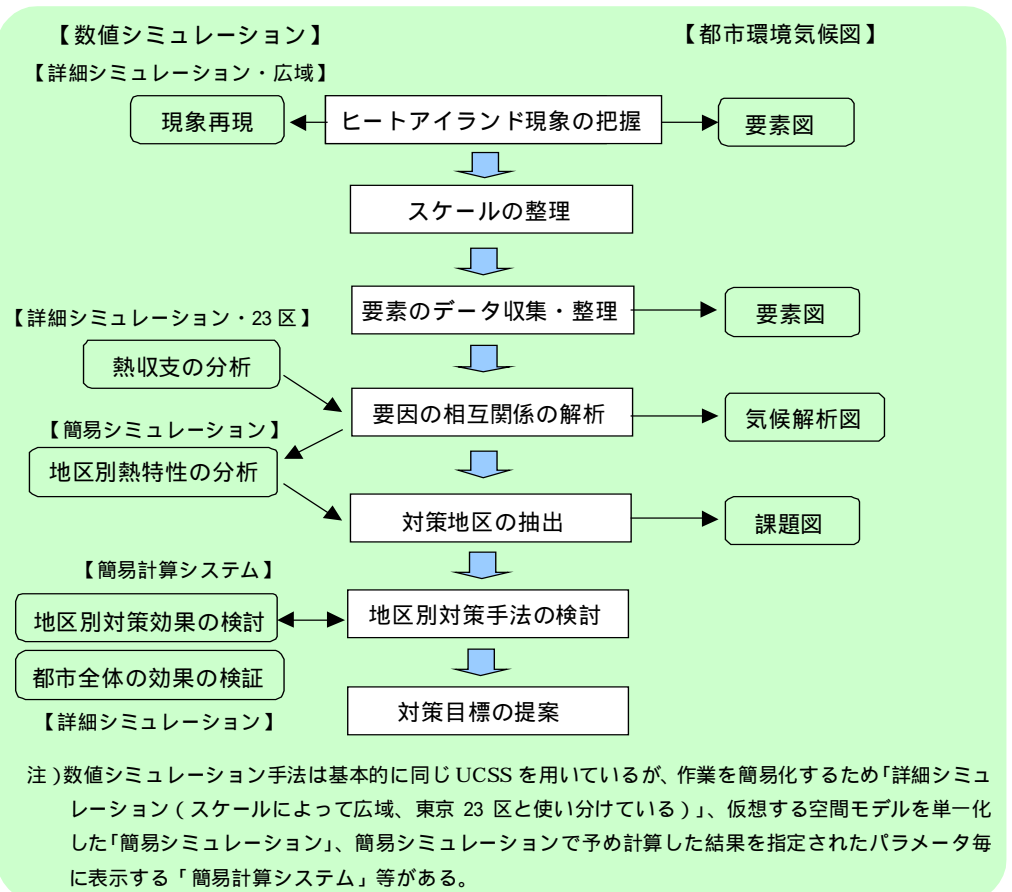 【数値シミュレーション】
【都市環境気候図】
【詳細シミュレーション・広域】
現象再現
ヒートアイランド現象の把握
要素図
スケールの整理
要素のデータ収集・整理
要素図
【詳細シミュレーション・23 区】
熱収支の分析
要因の相互関係の解析
気候解析図
【簡易シミュレーション】
地区別熱特性の分析
対策地区の抽出
課題図
【簡易計算システム】
地区別対策効果の検討
地区別対策手法の検討
都市全体の効果の検証
【詳細シミュレーション】
対策目標の提案
注）数値シミュレーション手法は基本的に同じ UCSS を用いているが、作業を簡易化するため「詳細シミュ
レーション（スケールによって広域、東京 23 区と使い分けている）」、仮想する空間モデルを単一化
した「簡易シミュレーション」、簡易シミュレーションで予め計算した結果を指定されたパラメータ毎
に表示する「簡易計算システム」等がある。